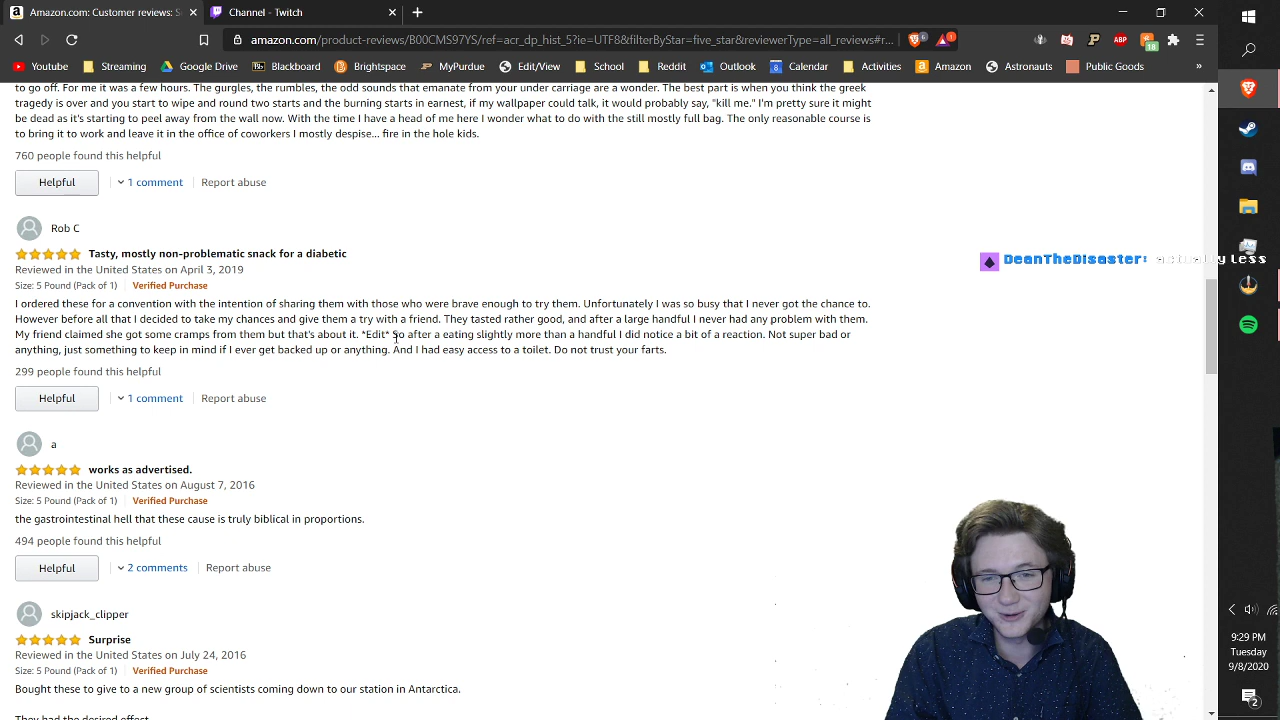 Amazon.com: Customer reviews: S
Channel - Twitch
amazon.com/product-reviews/B00CMS97YS/ref=acr_dp_hist_5?ie=UTF8&filterByStar=five_star&reviewerType=all_reviews#r...
6
1
ABP
18
Youtube
Streaming
Google Drive
Blackboard
Brightspace
Purdue
Edit/View
School
Reddit
Outlook
Calendar
Activities
Amazon
Astronauts
Public Goods
»
to go off. For me it was a few hours. The gurgles, the rumbles, the odd sounds that emanate from your under carriage are a wonder. The best part is when you think the greek
tragedy is over and you start to wipe and round two starts and the burning starts in earnest, if my wallpaper could talk, it would probably say, "kill me." I'm pretty sure it might
be dead as it's starting to peel away from the wall now. With the time I have a head of me here I wonder what to do with the still mostly full bag. The only reasonable course is
to bring it to work and leave it in the office of coworkers I mostly despise... fire in the hole kids.
760 people found this helpful
Helpful
1 comment
Report abuse
Rob C
Tasty, mostly non-problematic snack for a diabetic
Reviewed in the United States on April 3, 2019
Size: 5 Pound (Pack of 1)
Verified Purchase
DeanTheDisaster: actually less
I ordered these for a convention with the intention of sharing them with those who were brave enough to try them. Unfortunately I was so busy that I never got the chance to.
However before all that I decided to take my chances and give them a try with a friend. They tasted rather good, and after a large handful I never had any problem with them.
My friend claimed she got some cramps from them but that's about it. *Edit* So after a eating slightly more than a handful I did notice a bit of a reaction. Not super bad or
anything, just something to keep in mind if I ever get backed up or anything. And I had easy access to a toilet. Do not trust your farts.
299 people found this helpful
Helpful
1 comment
Report abuse
a
works as advertised.
Reviewed in the United States on August 7, 2016
Size: 5 Pound (Pack of 1)
Verified Purchase
the gastrointestinal hell that these cause is truly biblical in proportions.
494 people found this helpful
Helpful
2 comments
Report abuse
skipjack_clipper
Surprise
Reviewed in the United States on July 24, 2016
Size: 5 Pound (Pack of 1)
Verified Purchase
Bought these to give to a new group of scientists coming down to our station in Antarctica.
They had the desired effect
9:29 PM
Tuesday
9/8/2020
2